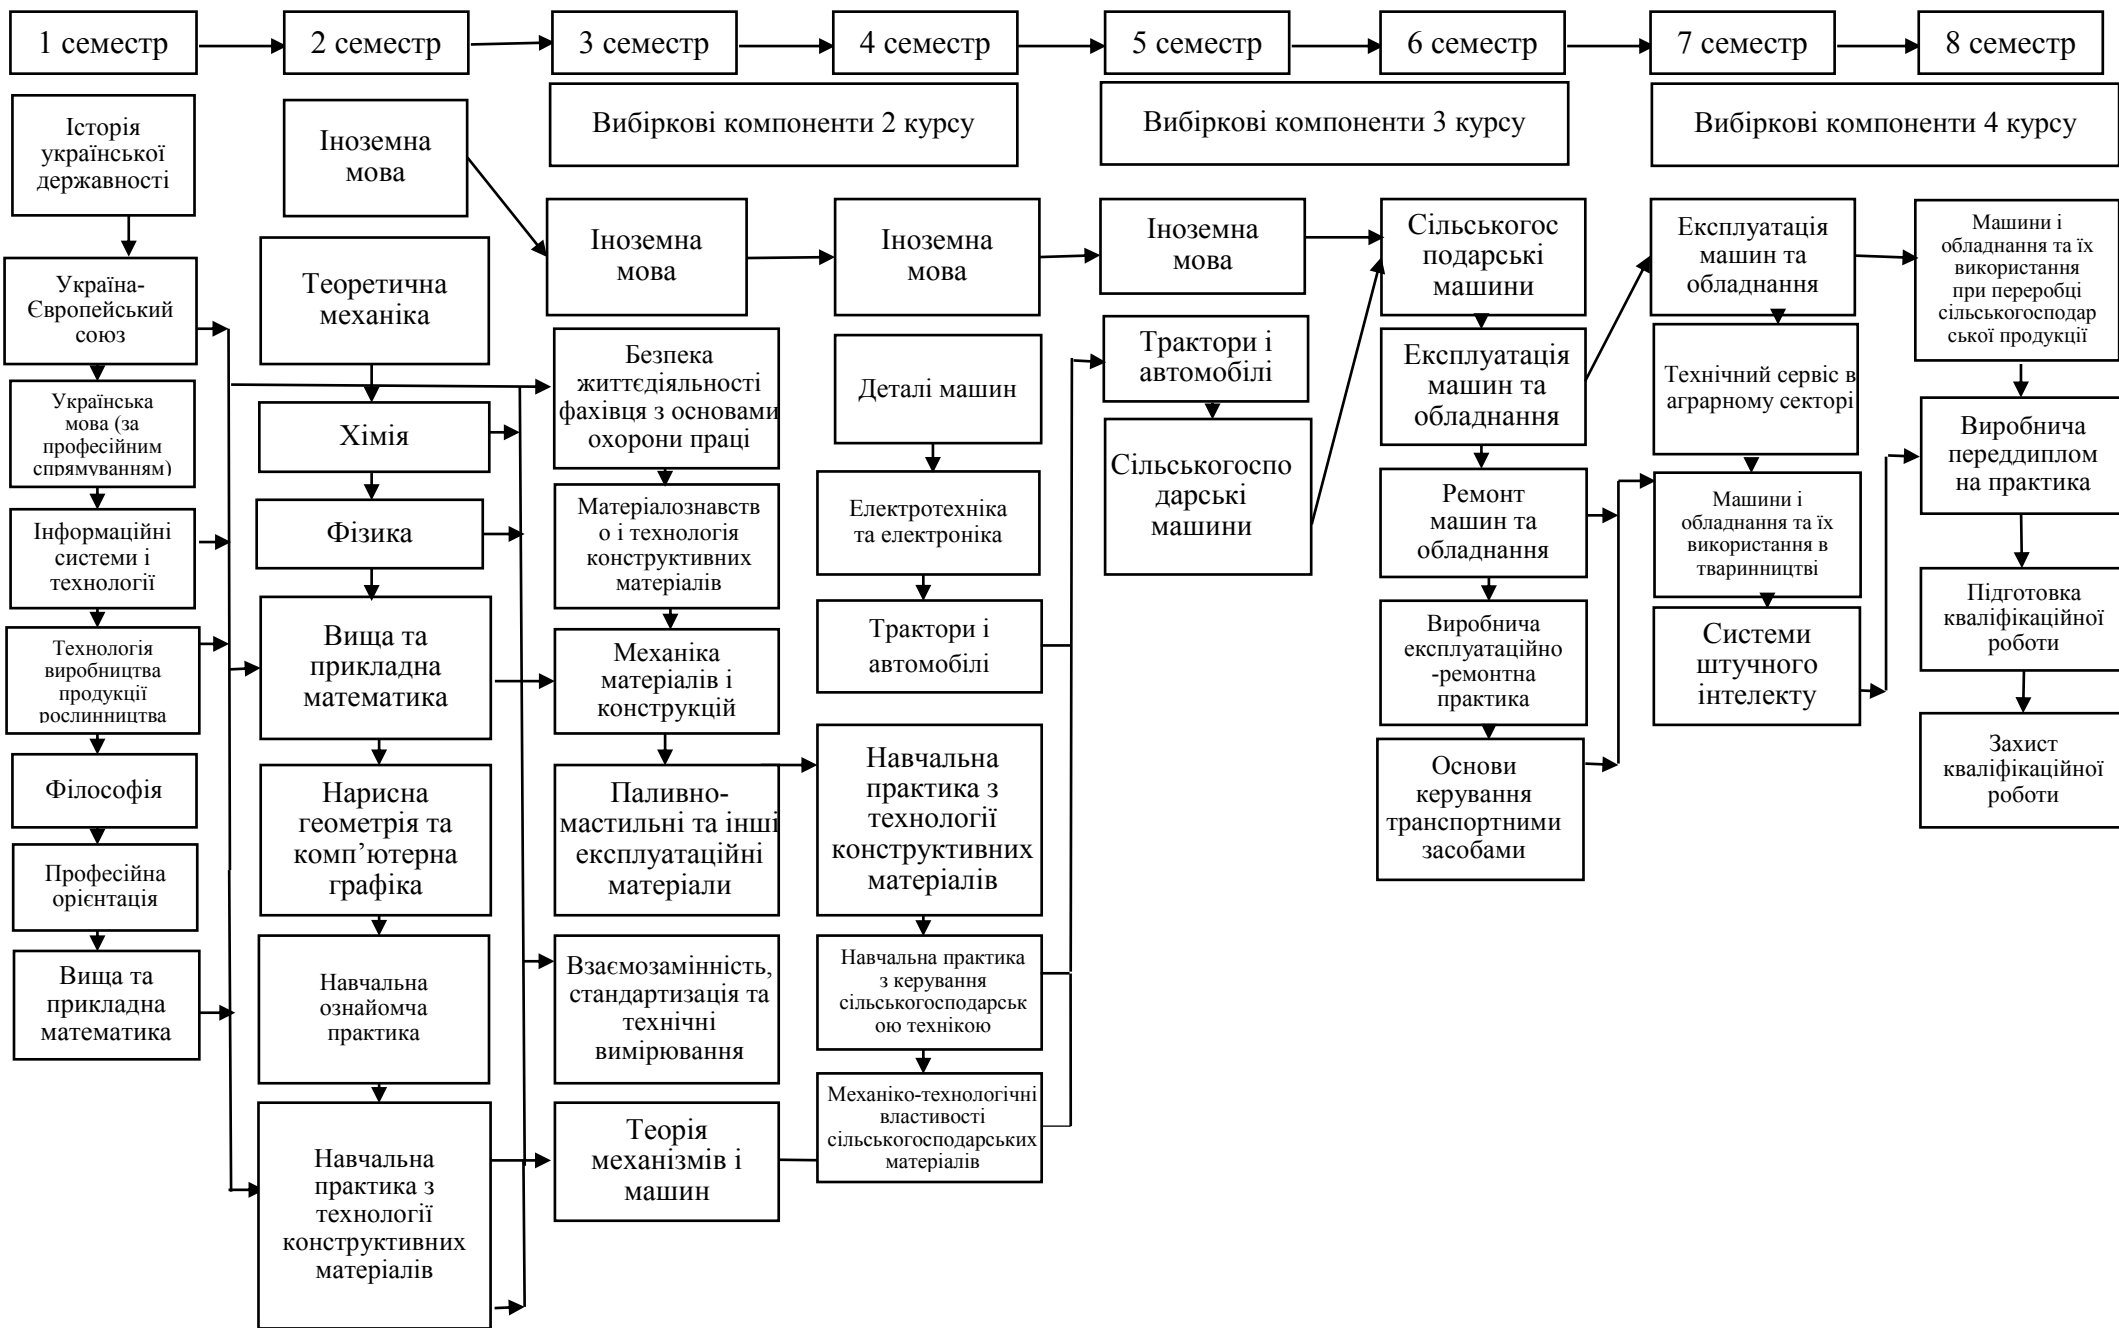 1 семестр
2 семестр
3 семестр
4 семестр
5 семестр
6 семестр
7 семестр
8 семестр
Історія
української
державності
Україна-
Європейський
союз
Українська
мова (за
професійним
спрямуванням)
Інформаційні
системи і
технології
Технологія
виробництва
продукції
рослинництва
Філософія
Професійна
орієнтація
Вища та
прикладна
математика
Іноземна
мова
Теоретична
механіка
Хімія
Фізика
Вища та
прикладна
математика
Нарисна
геометрія та
комп’ютерна
графіка
Навчальна
ознайомча
практика
Навчальна
практика з
технології
конструктивних
матеріалів
Вибіркові компоненти 2 курсу
Іноземна
мова
Безпека
життєдіяльності
фахівця з основами
охорони праці
Матеріалознавств
о і технологія
конструктивних
матеріалів
Механіка
матеріалів і
конструкцій
Паливно-
мастильні та інші
експлуатаційні
матеріали
Взаємозамінність,
стандартизація та
технічні
вимірювання
Теорія
механізмів і
машин
Іноземна
мова
Деталі машин
Електротехніка
та електроніка
Трактори і
автомобілі
Навчальна
практика з
технології
конструктивних
матеріалів
Навчальна практика
з керування
сільськогосподарськ
ою технікою
Механіко-технологічні
властивості
сільськогосподарських
матеріалів
Вибіркові компоненти 3 курсу
Іноземна
мова
Трактори і
автомобілі
Сільськогоспо
дарські
машини
Сільськогос
подарські
машини
Експлуатація
машин та
обладнання
Ремонт
машин та
обладнання
Виробнича
експлуатаційно
-ремонтна
практика
Основи
керування
транспортними
засобами
Вибіркові компоненти 4 курсу
Експлуатація
машин та
обладнання
Технічний сервіс в
аграрному секторі
Машини і
обладнання та їх
використання в
тваринництві
Системи
штучного
інтелекту
Машини і
обладнання та їх
використання
при переробці
сільськогосподар
ської продукції
Виробнича
переддиплом
на практика
Підготовка
кваліфікаційної
роботи
Захист
кваліфікаційної
роботи